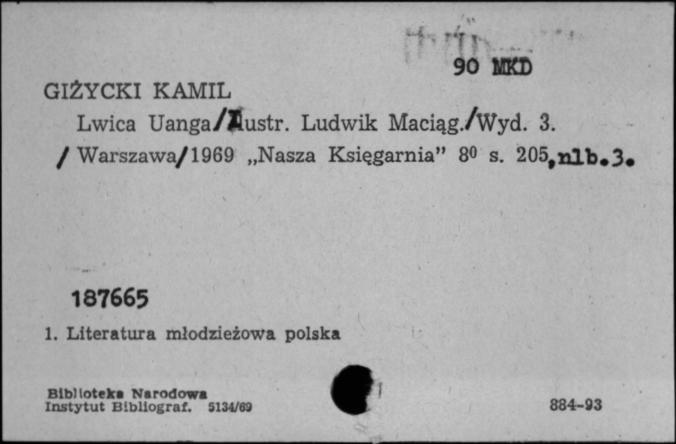 90 MKD
GIŻYCKI KAMIL
Lwica Uanga/Ilustr. Ludwik Maciąg./Wyd. 3.
/ Warszawa/1969 „Nasza Księgarnia” 8⁰ s. 205,nlb.3.
187665
1. Literatura młodzieżowa polska
Biblioteka Narodowa
Instytut Bibliograf. 5134/69
884-93